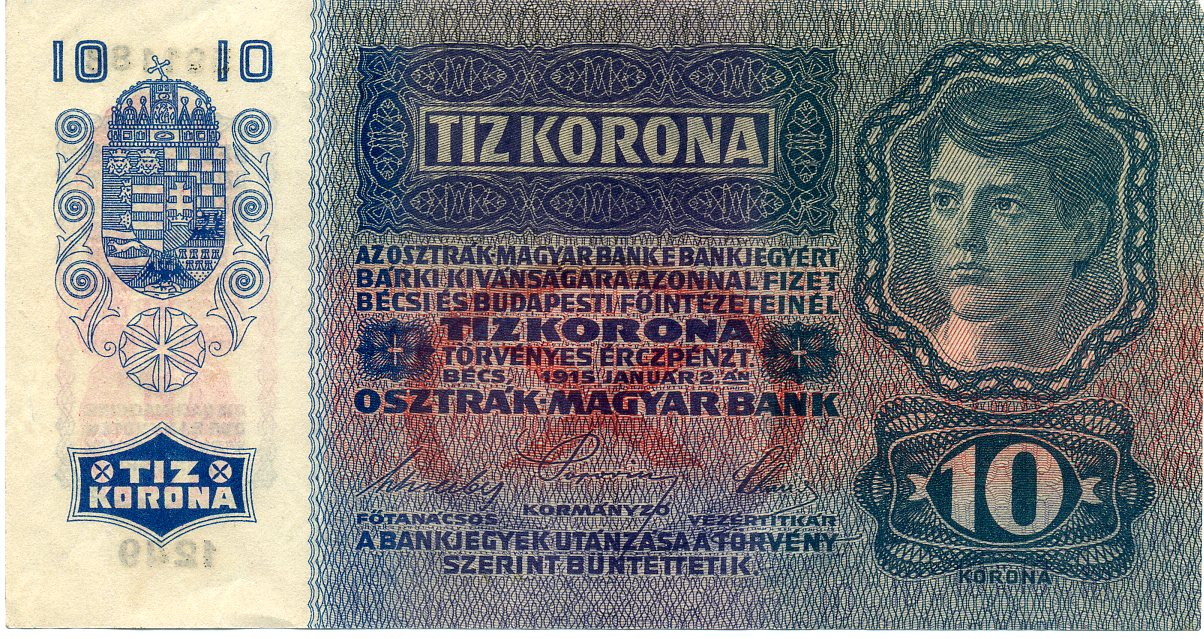 10 10
TIZ
KORONA
1249
TIZ KORONA
AZ OSZTRÁK-MAGYAR BANK E BANKJEGYÉRT
BÁRKI KIVÁNSÁGÁRA AZONNAL FIZET
BÉCSI ÉS BUDAPESTI FŐINTÉZETEINÉL
TIZ KORONA
TÖRVÉNYES ÉRCZPÉNZT.
BÉCS, 1915 JANUÁR 2.ÁN
OSZTRÁK-MAGYAR BANK
FŐTANÁCSOS KORMÁNYZÓ VEZÉRTITKÁR
A BANKJEGYEK UTÁNZÁSA A TÖRVÉNY
SZERINT BÜNTETTETIK.
10
KORONA